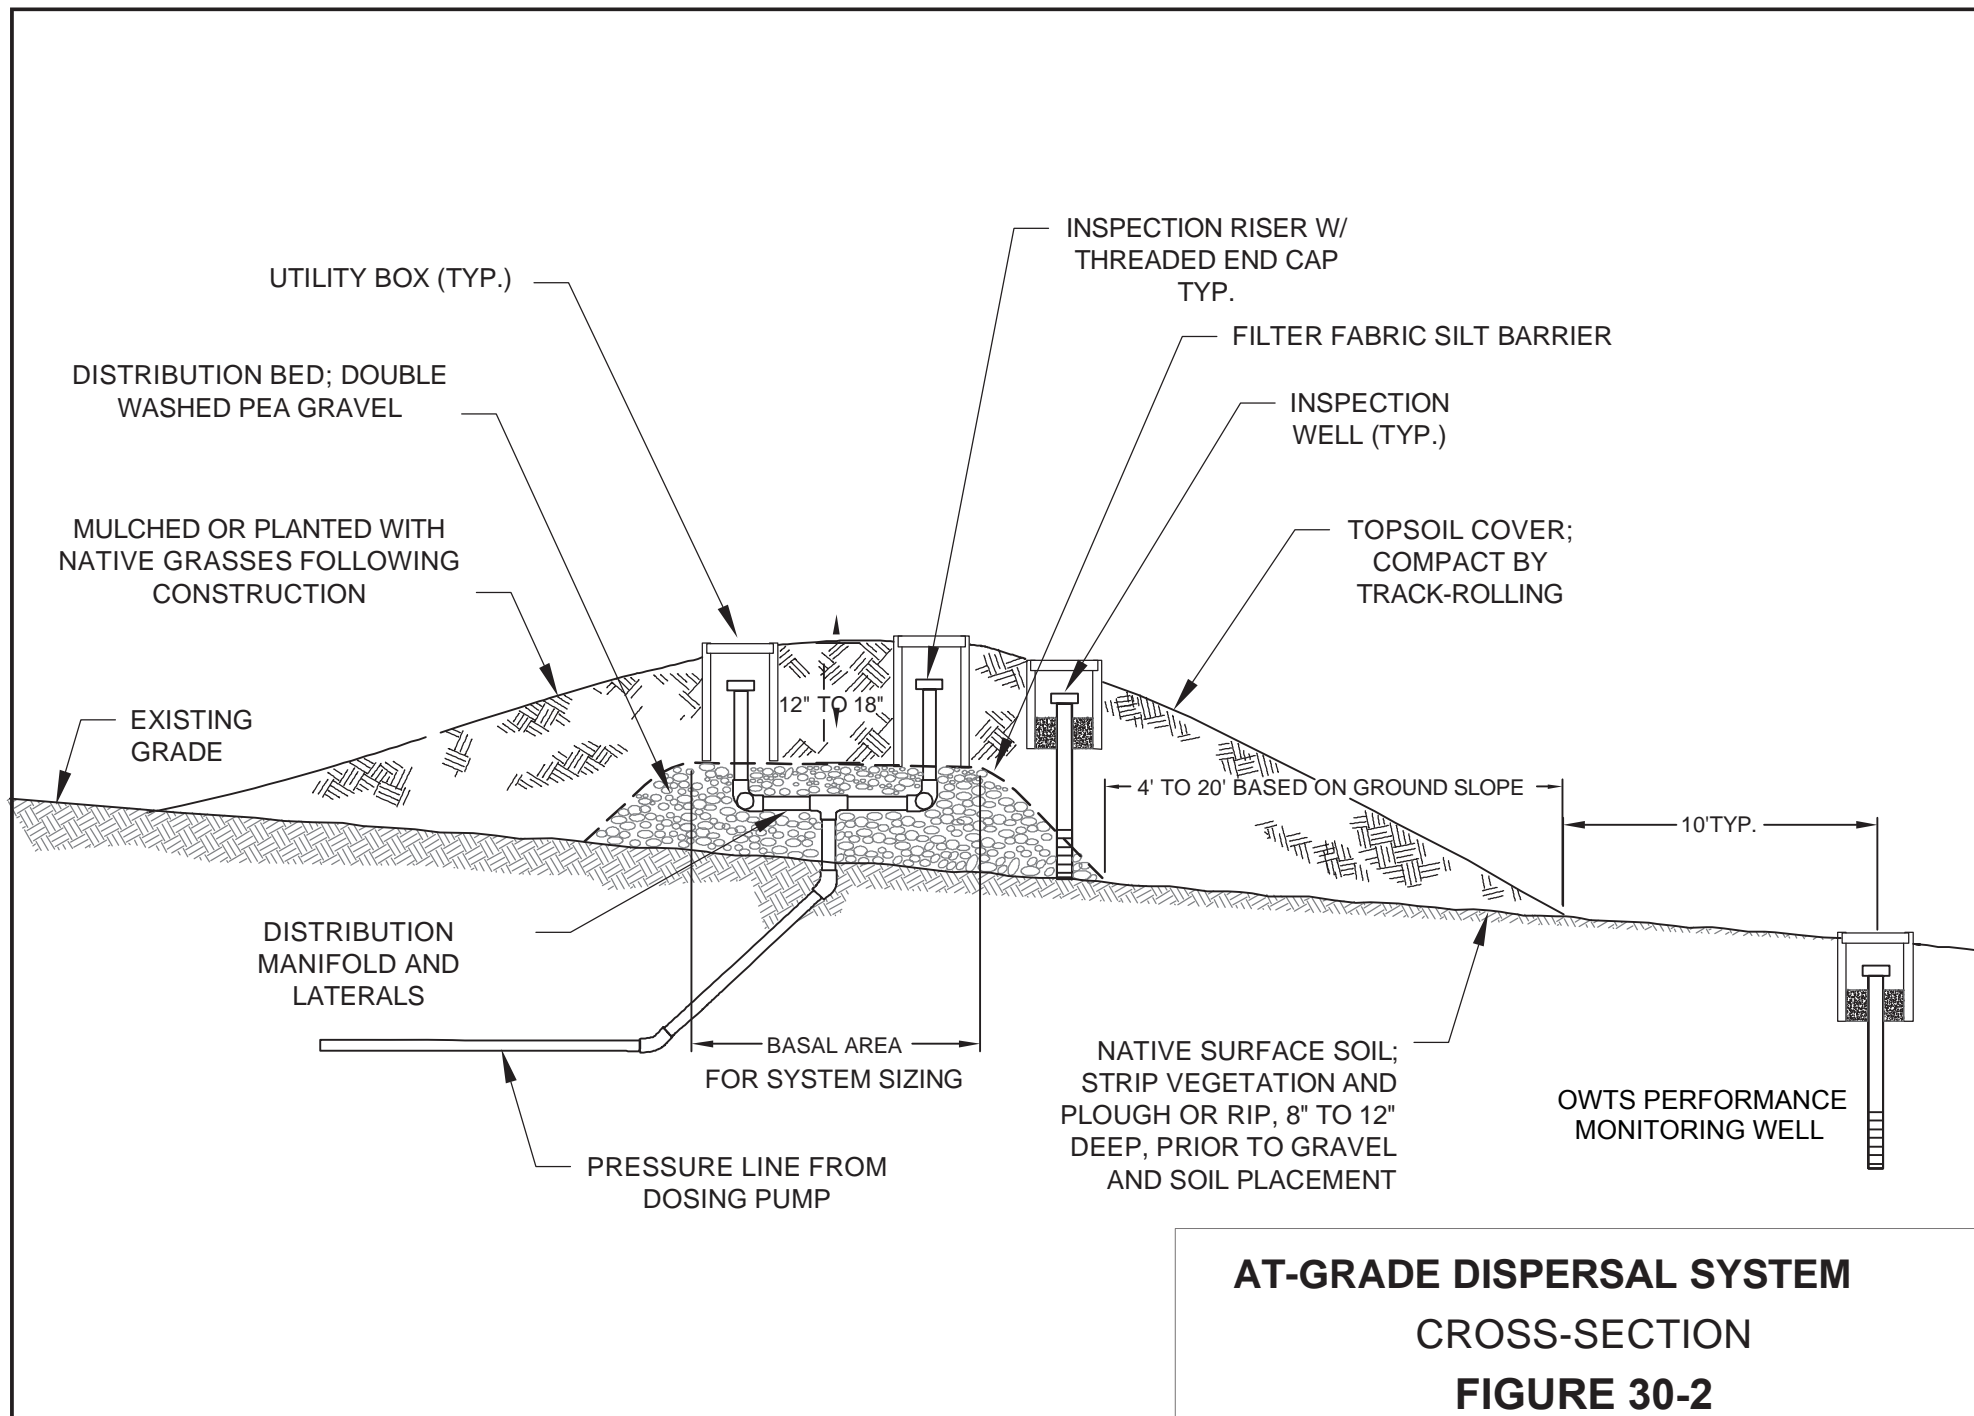 INSPECTION RISER W/
THREADED END CAP
TYP.
UTILITY BOX (TYP.)
FILTER FABRIC SILT BARRIER
DISTRIBUTION BED; DOUBLE
WASHED PEA GRAVEL
INSPECTION
WELL (TYP.)
MULCHED OR PLANTED WITH
NATIVE GRASSES FOLLOWING
CONSTRUCTION
TOPSOIL COVER;
COMPACT BY
TRACK-ROLLING
12" TO 18"
EXISTING
GRADE
4' TO 20' BASED ON GROUND SLOPE
10'TYP.
DISTRIBUTION
MANIFOLD AND
LATERALS
BASAL AREA
FOR SYSTEM SIZING
NATIVE SURFACE SOIL;
STRIP VEGETATION AND
PLOUGH OR RIP, 8" TO 12"
DEEP, PRIOR TO GRAVEL
AND SOIL PLACEMENT
OWTS PERFORMANCE
MONITORING WELL
PRESSURE LINE FROM
DOSING PUMP
AT-GRADE DISPERSAL SYSTEM
CROSS-SECTION
FIGURE 30-2